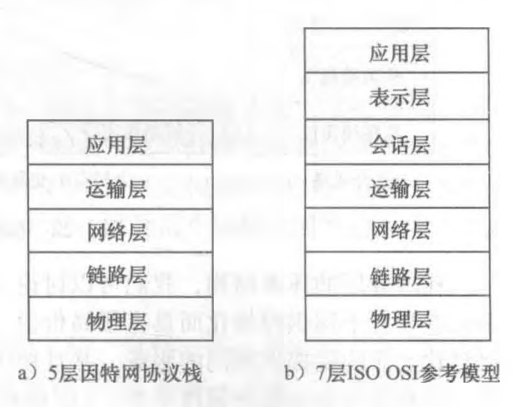 应用层
运输层
网络层
链路层
物理层
a）5层因特网协议栈
应用层
表示层
会话层
运输层
网络层
链路层
物理层
b）7层ISO OSI参考模型